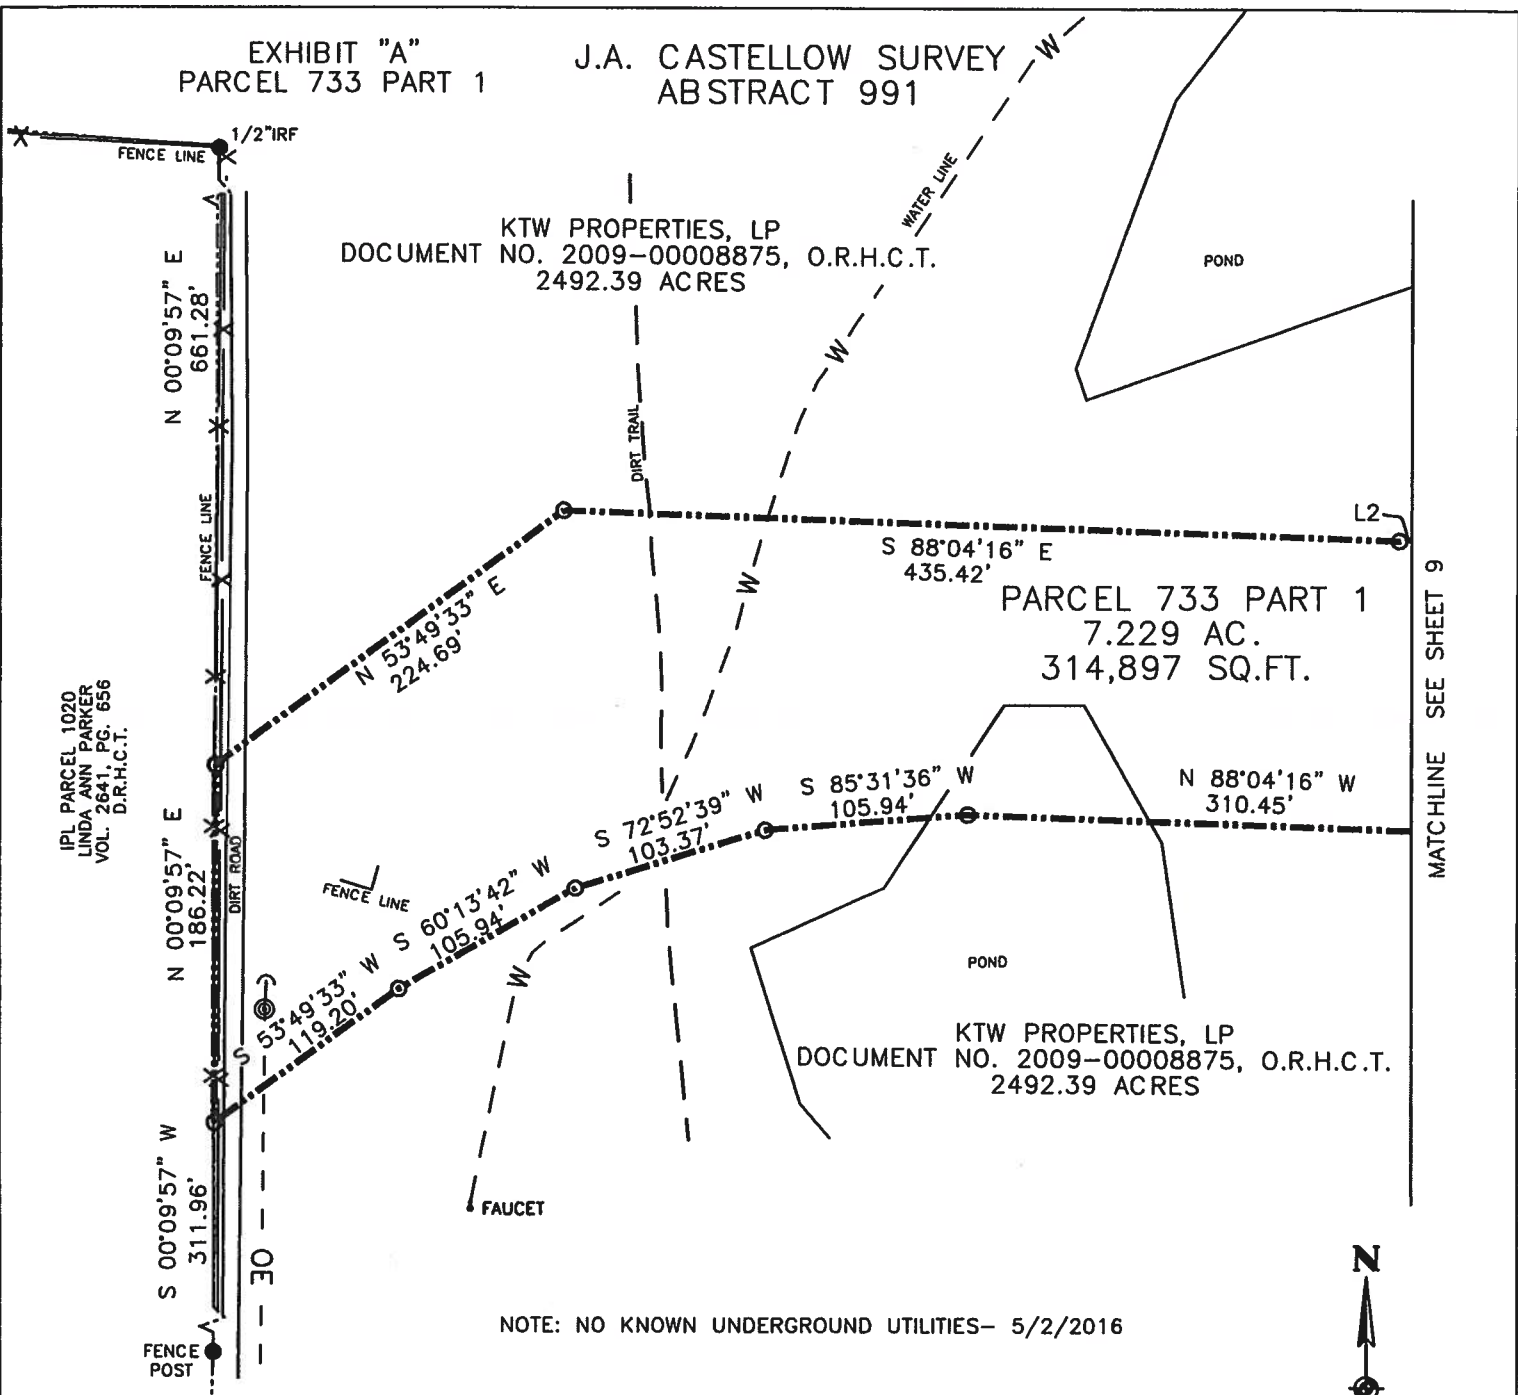 EXHIBIT "A"
PARCEL 733 PART 1
J.A. CASTELLOW SURVEY
ABSTRACT 991
1/2"IRF
FENCE LINE
W
WATER LINE
KTW PROPERTIES, LP
DOCUMENT NO. 2009-00008875, O.R.H.C.T.
2492.39 ACRES
POND
N 00°09'57" E
661.28'
W
DIRT TRAIL
FENCE LINE
L2
S 88°04'16" E
435.42'
W
N 53°49'33" E
224.69'
PARCEL 733 PART 1
7.229 AC.
314,897 SQ.FT.
MATCHLINE SEE SHEET 9
IPL PARCEL 1020
LINDA ANN PARKER
VOL. 2641, PG. 656
D.R.H.C.T.
N 00°09'57" E
186.22'
DIRT ROAD
FENCE LINE
S 53°49'33" W
119.20'
S 60°13'42" W
105.94'
S 72°52'39" W
103.37'
S 85°31'36" W
105.94'
N 88°04'16" W
310.45'
W
POND
KTW PROPERTIES, LP
DOCUMENT NO. 2009-00008875, O.R.H.C.T.
2492.39 ACRES
S 00°09'57" W
311.96'
FAUCET
OE
N
NOTE: NO KNOWN UNDERGROUND UTILITIES- 5/2/2016
FENCE
POST